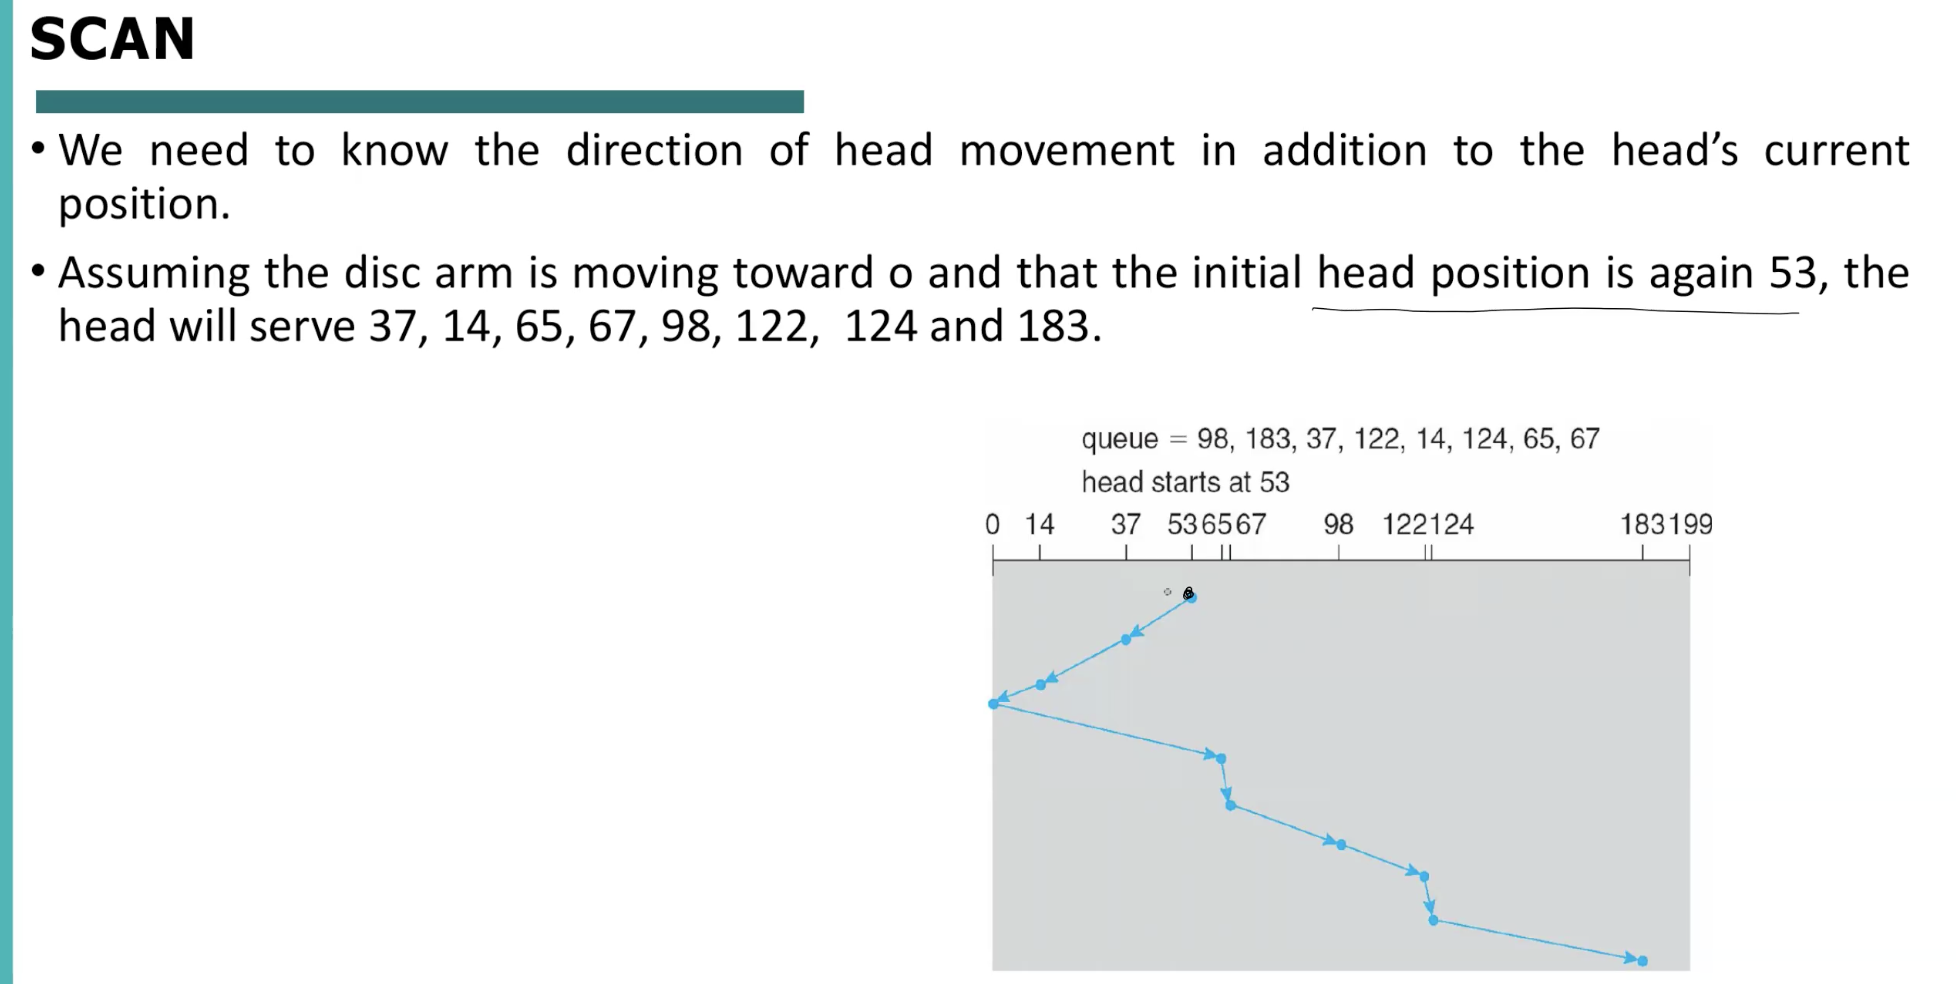 SCAN
• We need to know the direction of head movement in addition to the head’s current
position.
• Assuming the disc arm is moving toward o and that the initial head position is again 53, the
head will serve 37, 14, 65, 67, 98, 122, 124 and 183.
queue = 98, 183, 37, 122, 14, 124, 65, 67
head starts at 53
0 14 37 53 65 67 98 122 124 183 199